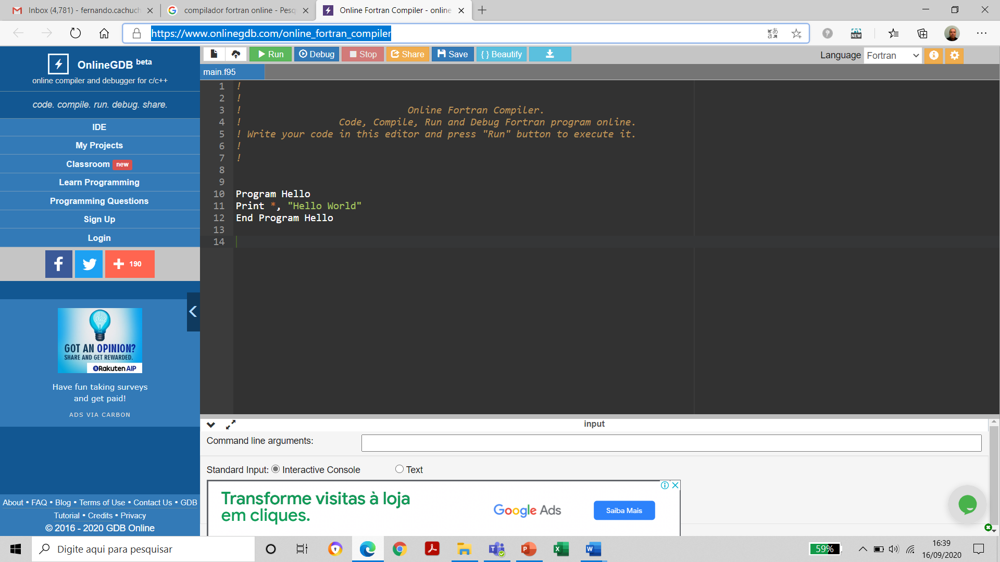 Inbox (4,781) - fernando.cachuch
compilador fortran online - Pesq
Online Fortran Compiler - online
https://www.onlinegdb.com/online_fortran_compiler
NEW
OnlineGDB beta
online compiler and debugger for c/c++
code. compile. run. debug. share.
IDE
My Projects
Classroom new
Learn Programming
Programming Questions
Sign Up
Login
190
GOT AN OPINION?
SHARE AND GET REWARDED.
Rakuten AIP
Have fun taking surveys
and get paid!
ADS VIA CARBON
About • FAQ • Blog • Terms of Use • Contact Us • GDB
Tutorial • Credits • Privacy
© 2016 - 2020 GDB Online
Run Debug Stop Share Save { } Beautify
Language Fortran
main.f95
1 !
2 !
3 ! Online Fortran Compiler.
4 ! Code, Compile, Run and Debug Fortran program online.
5 ! Write your code in this editor and press "Run" button to execute it.
6 !
7 !
8
9
10 Program Hello
11 Print *, "Hello World"
12 End Program Hello
13
14
input
Command line arguments:
Standard Input: Interactive Console Text
Transforme visitas à loja
em cliques.
Google Ads
Saiba Mais
Digite aqui para pesquisar
59%
16:39
16/09/2020